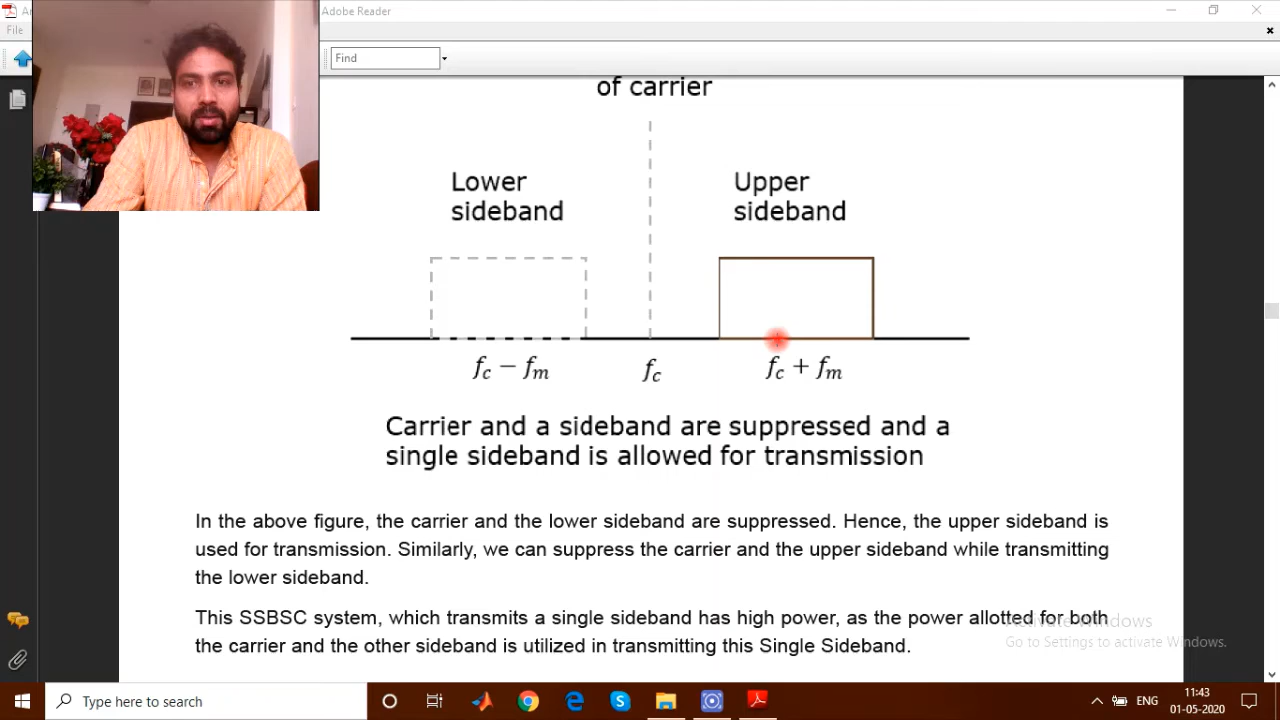 Adobe Reader
File
Find
of carrier
Lower
sideband
Upper
sideband
fc − fm
fc
fc + fm
Carrier and a sideband are suppressed and a
single sideband is allowed for transmission
In the above figure, the carrier and the lower sideband are suppressed. Hence, the upper sideband is
used for transmission. Similarly, we can suppress the carrier and the upper sideband while transmitting
the lower sideband.
This SSBSC system, which transmits a single sideband has high power, as the power allotted for both
the carrier and the other sideband is utilized in transmitting this Single Sideband.
Activate Windows
Go to Settings to activate Windows.
Type here to search
ENG
11:43
01-05-2020